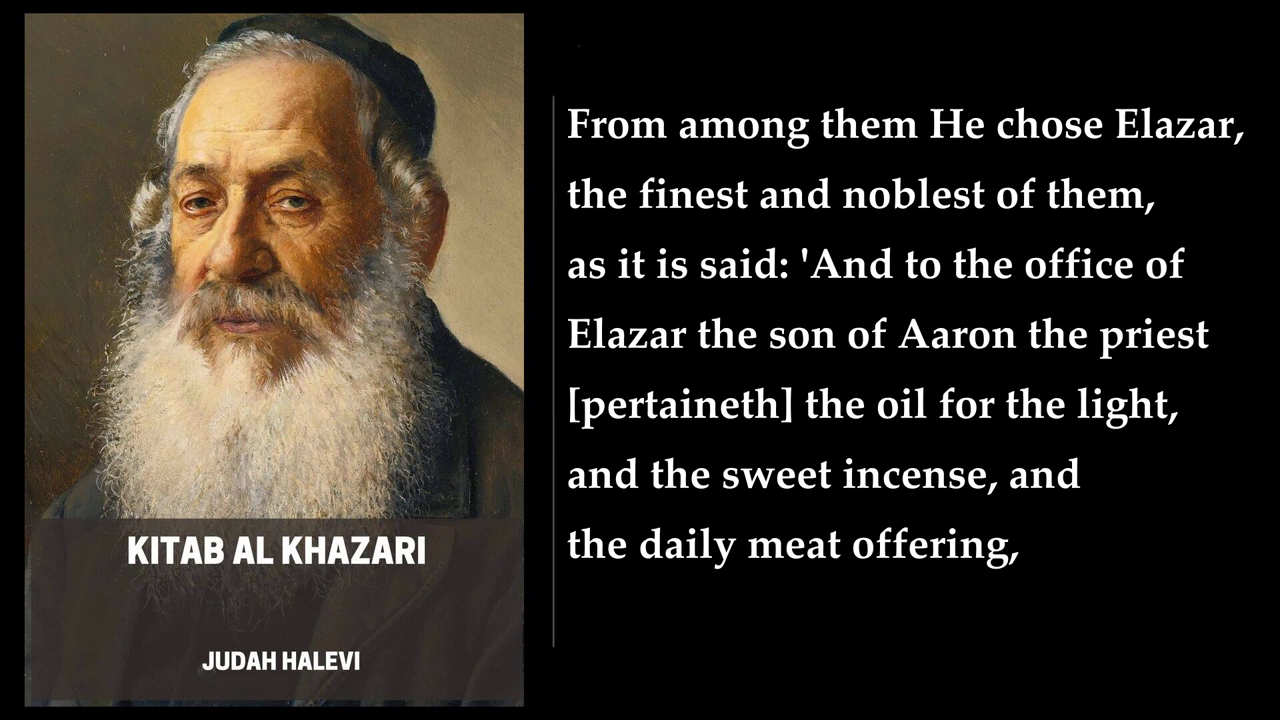 KITAB AL KHAZARI
JUDAH HALEVI
From among them He chose Elazar,
the finest and noblest of them,
as it is said: 'And to the office of
Elazar the son of Aaron the priest
[pertaineth] the oil for the light,
and the sweet incense, and
the daily meat offering,